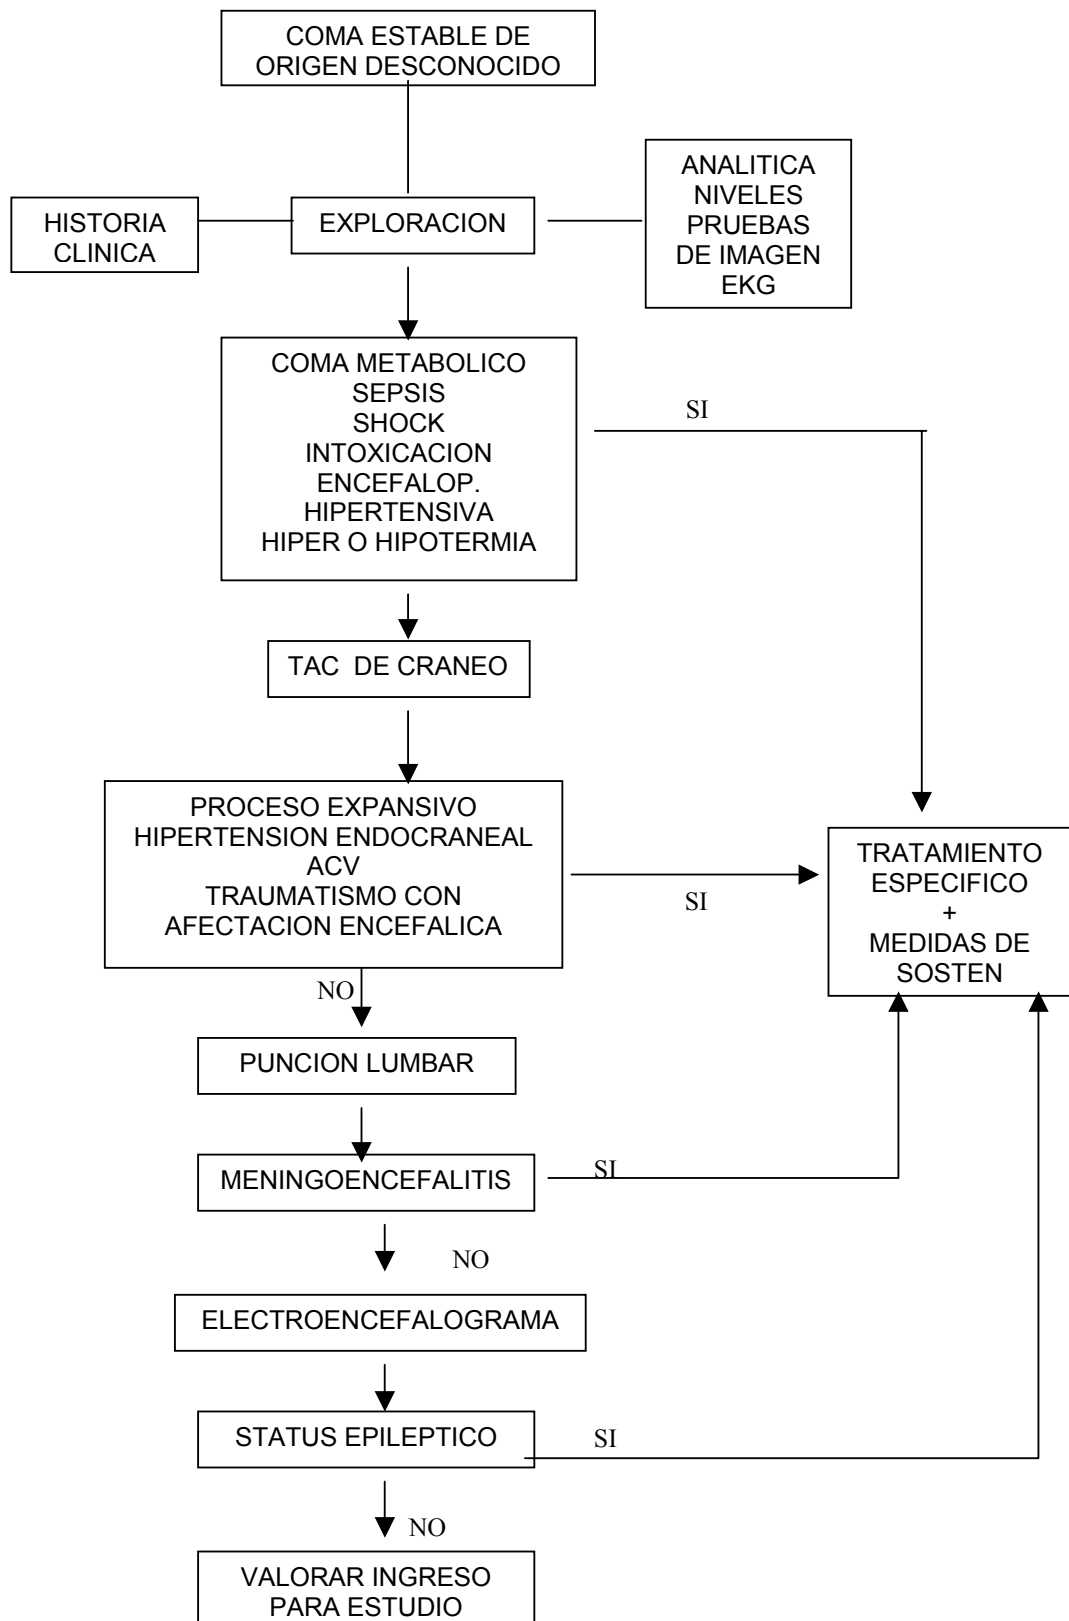 COMA ESTABLE DE
ORIGEN DESCONOCIDO
HISTORIA
CLINICA
EXPLORACION
ANALITICA
NIVELES
PRUEBAS
DE IMAGEN
EKG
COMA METABOLICO
SEPSIS
SHOCK
INTOXICACION
ENCEFALOP.
HIPERTENSIVA
HIPER O HIPOTERMIA
SI
TAC DE CRANEO
PROCESO EXPANSIVO
HIPERTENSION ENDOCRANEAL
ACV
TRAUMATISMO CON
AFECTACION ENCEFALICA
SI
TRATAMIENTO
ESPECIFICO
+
MEDIDAS DE
SOSTEN
NO
PUNCION LUMBAR
MENINGOENCEFALITIS
SI
NO
ELECTROENCEFALOGRAMA
STATUS EPILEPTICO
SI
NO
VALORAR INGRESO
PARA ESTUDIO